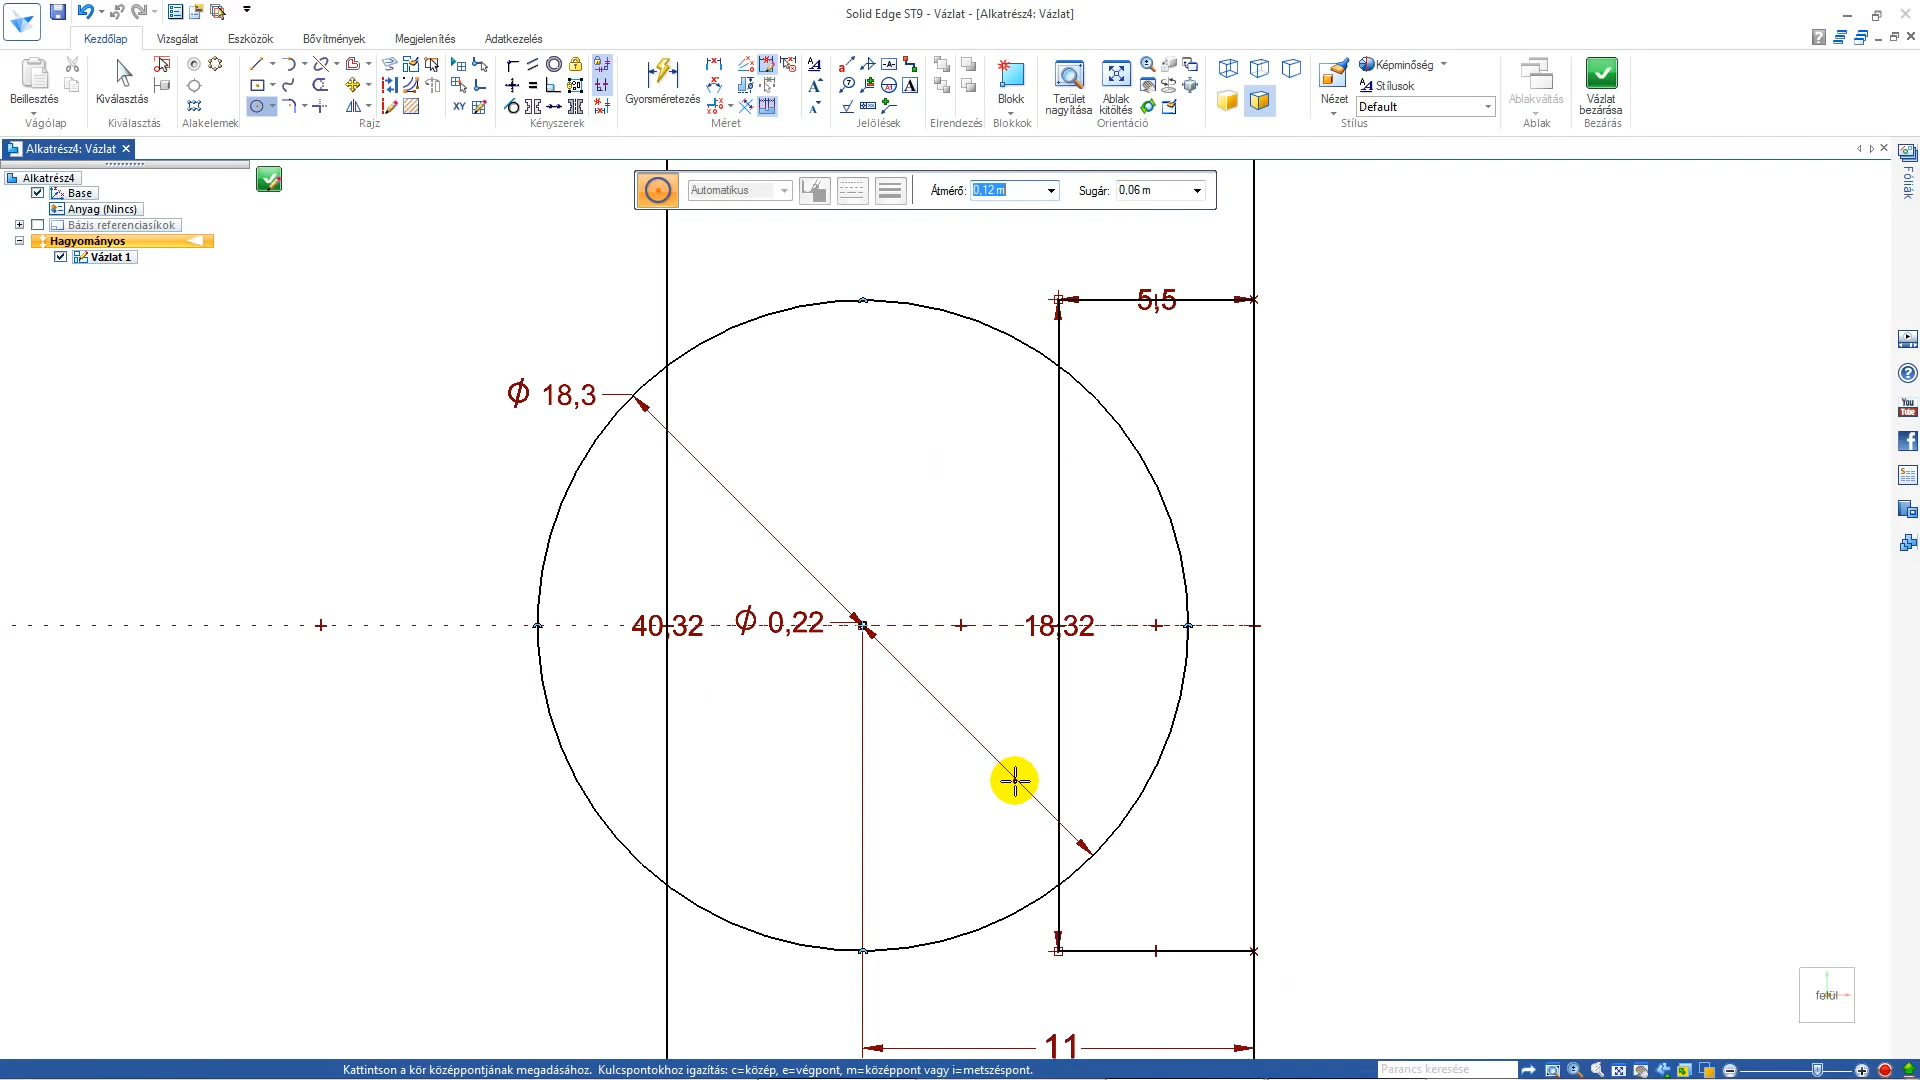 Solid Edge ST9 - Vázlat - [Alkatrész4: Vázlat]
Kezdőlap Vizsgálat Eszközök Bővítmények Megjelenítés Adatkezelés
Beillesztés
Kiválasztás
Gyorsméretezés
Blokk
Terület nagyítása
Ablak kitöltés
Képminőség
Stílusok
Nézet
Default
Ablakváltás
Vázlat bezárása
Vágólap Kiválasztás Alakelemek Rajz Kényszerek Méret Jelölések Elrendezés Blokkok Orientáció Stílus Ablak Bezárás
Alkatrész4: Vázlat
Alkatrész4
Base
Anyag (Nincs)
Bázis referenciasíkok
Hagyományos
Vázlat 1
Automatikus
Átmérő: 0,12 m
Sugár: 0,06 m
Fóliák
You Tube
5,5
ϕ 18,3
40,32
ϕ 0,22
18,32
11
felül
Kattintson a kör középpontjának megadásához. Kulcspontokhoz igazítás: c=közép, e=végpont, m=középpont vagy i=metszéspont.
Parancs keresése